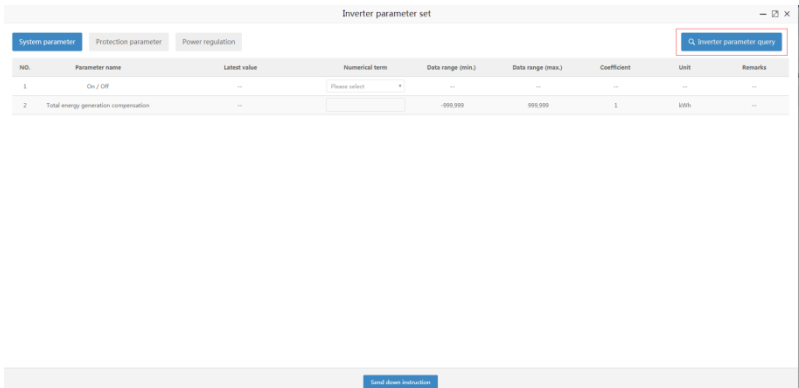 Inverter parameter set
System parameter Protection parameter Power regulation Inverter parameter query
NO. Parameter name Latest value Numerical term Data range (min.) Data range (max.) Coefficient Unit Remarks
1 On / Off -- Please select -- -- -- -- --
2 Total energy generation compensation -- -999,999 999,999 1 kWh --
Send down instruction